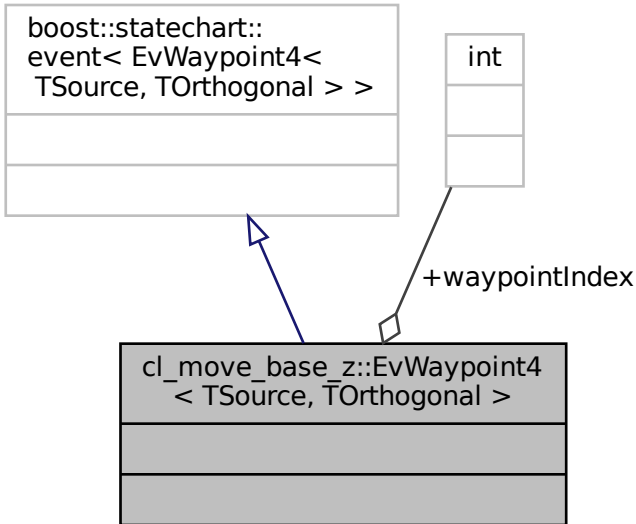 boost::statechart::
event< EvWaypoint4<
TSource, TOrthogonal > >
int
+waypointIndex
cl_move_base_z::EvWaypoint4
< TSource, TOrthogonal >